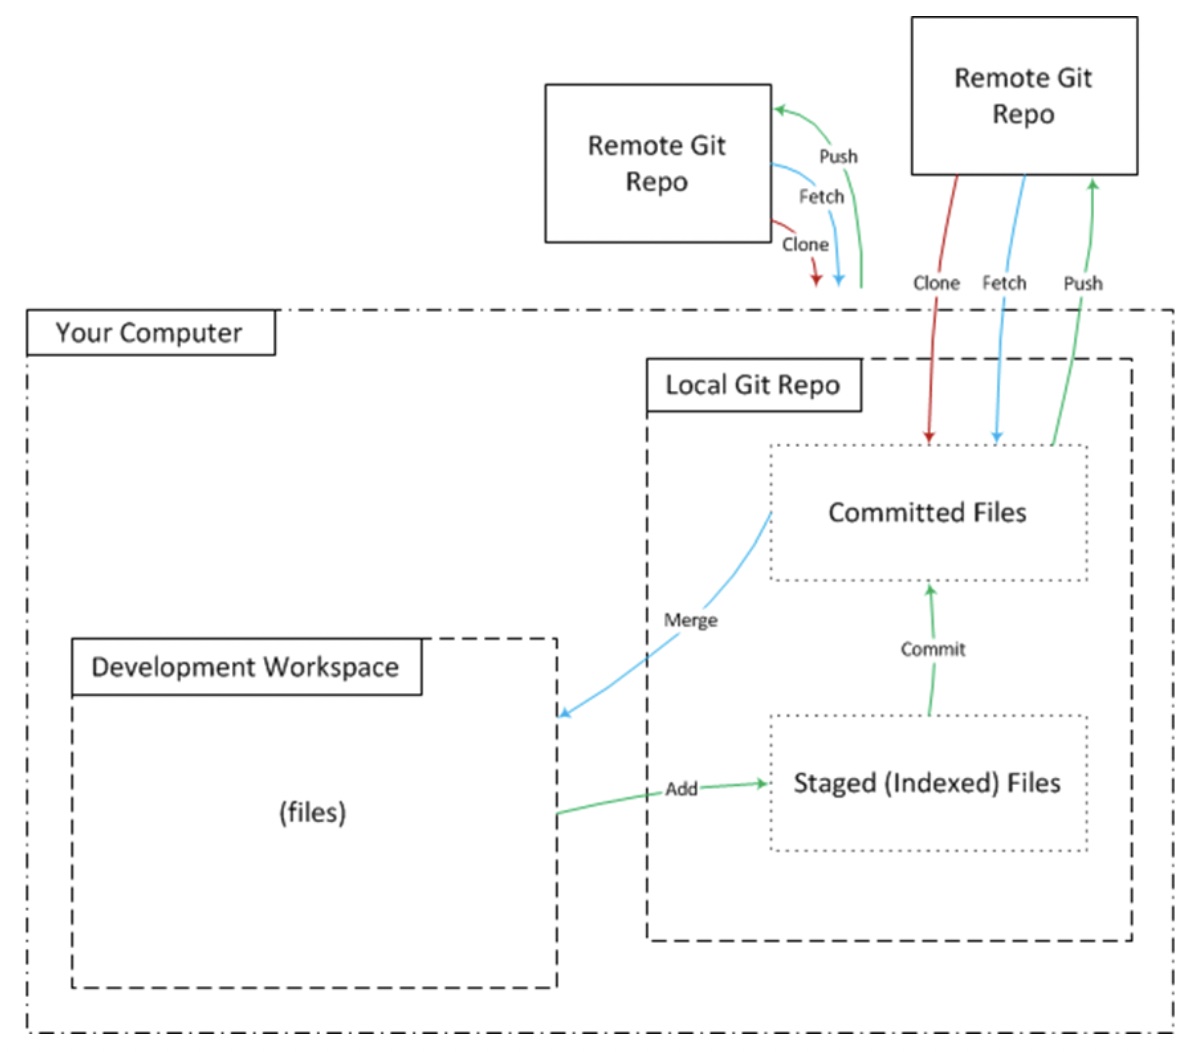 Remote Git
Repo
Remote Git
Repo
Push
Fetch
Clone
Clone
Fetch
Push
Your Computer
Local Git Repo
Committed Files
Merge
Commit
Development Workspace
Staged (Indexed) Files
Add
(files)